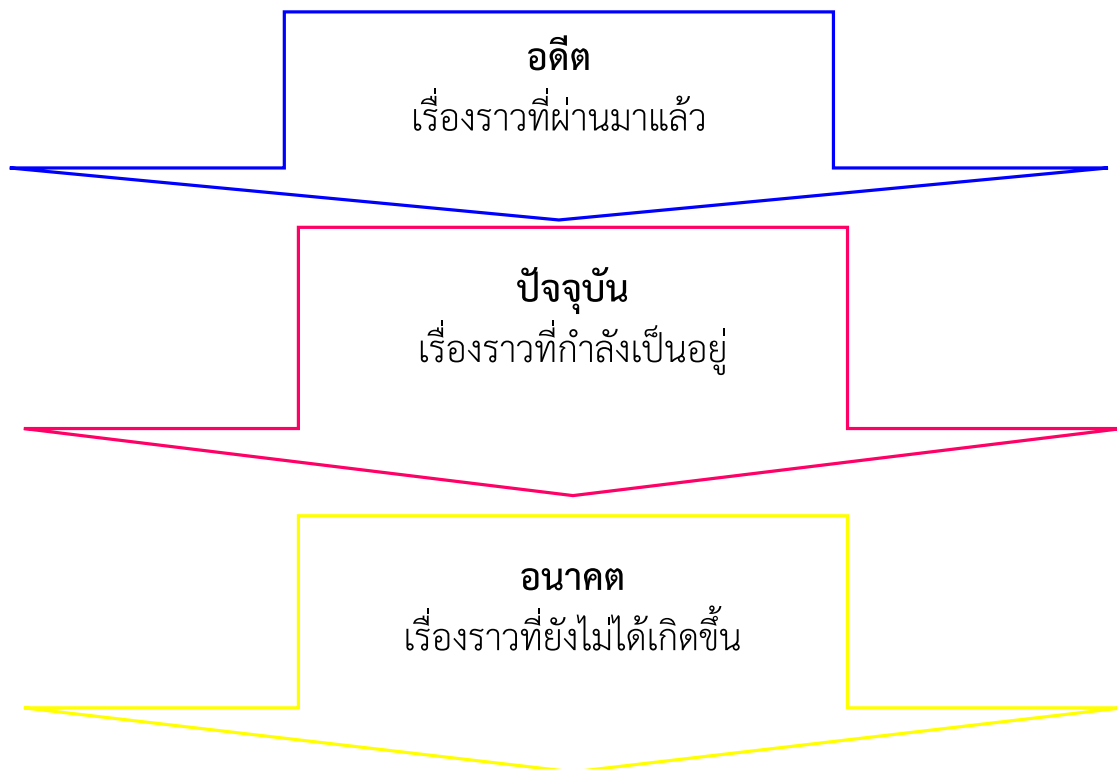 อดีต
เรื่องราวที่ผ่านมาแล้ว
ปัจจุบัน
เรื่องราวที่กำลังเป็นอยู่
อนาคต
เรื่องราวที่ยังไม่ได้เกิดขึ้น